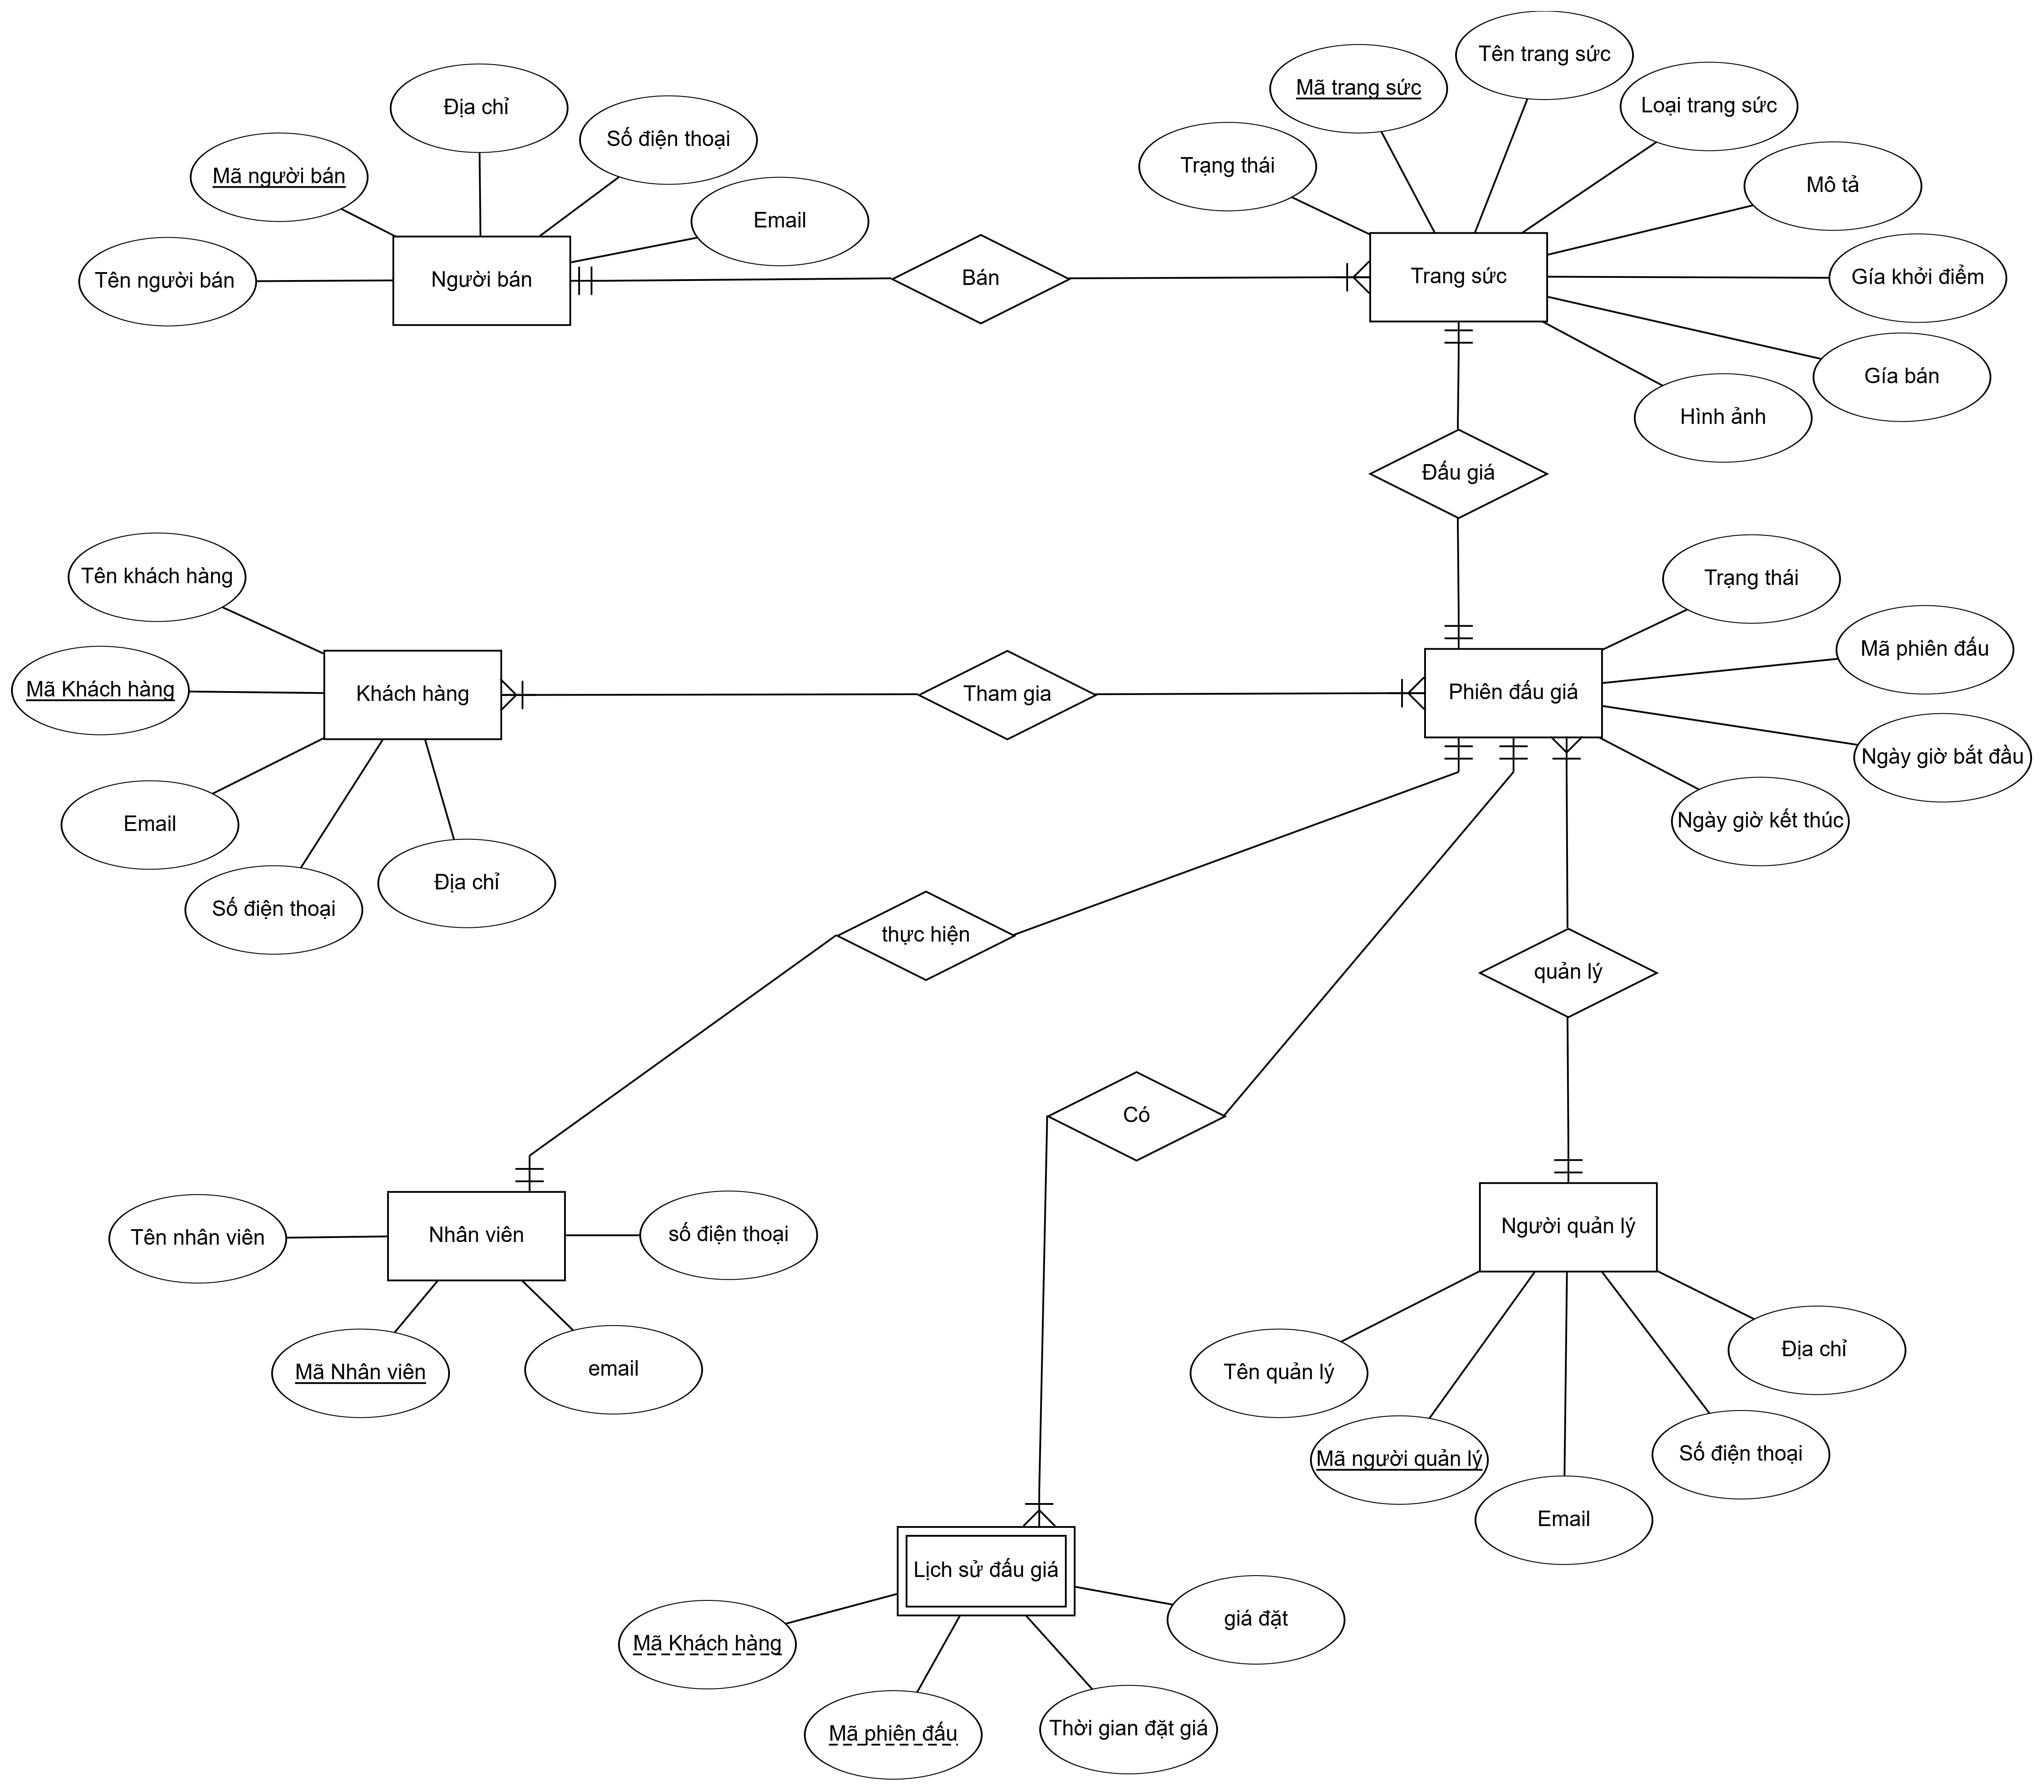 Tên trang sức
Mã trang sức
Loại trang sức
Địa chỉ
Số điện thoại
Trạng thái
Mã người bán
Mô tả
Email
Tên người bán
Người bán
Bán
Trang sức
Gía khởi điểm
Gía bán
Hình ảnh
Đấu giá
Tên khách hàng
Trạng thái
Mã phiên đấu
Mã Khách hàng
Khách hàng
Tham gia
Phiên đấu giá
Ngày giờ bắt đầu
Email
Ngày giờ kết thúc
Địa chỉ
Số điện thoại
thực hiện
quản lý
Có
Tên nhân viên
Nhân viên
số điện thoại
Người quản lý
Mã Nhân viên
email
Tên quản lý
Địa chỉ
Mã người quản lý
Số điện thoại
Email
Lịch sử đấu giá
Mã Khách hàng
giá đặt
Mã phiên đấu
Thời gian đặt giá